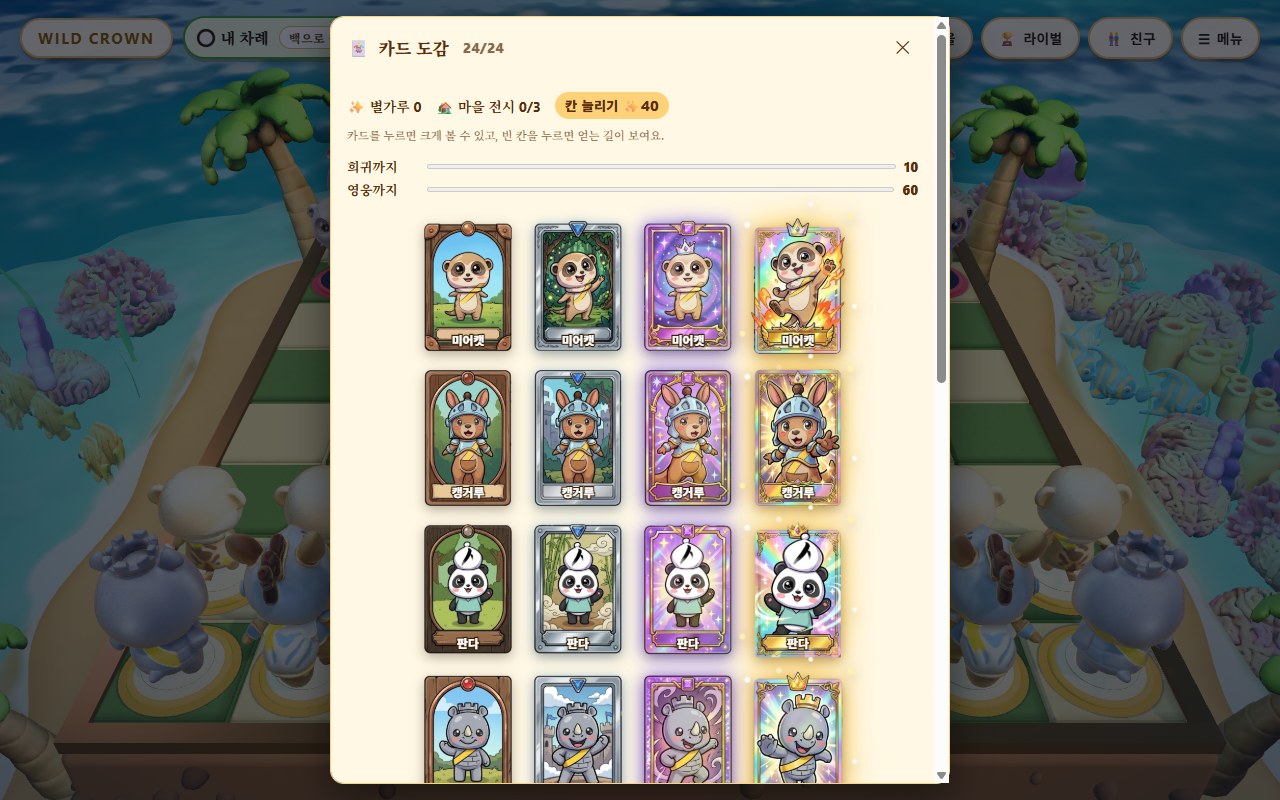 WILD CROWN
내 차례
백으로
카드 도감 24/24
라이벌
친구
☰ 메뉴
별가루 0 마을 전시 0/3 칸 늘리기 40
카드를 누르면 크게 볼 수 있고, 빈 칸을 누르면 얻는 길이 보여요.
희귀까지 10
영웅까지 60
미어캣 미어캣 미어캣 미어캣
캥거루 캥거루 캥거루 캥거루
판다 판다 판다 판다